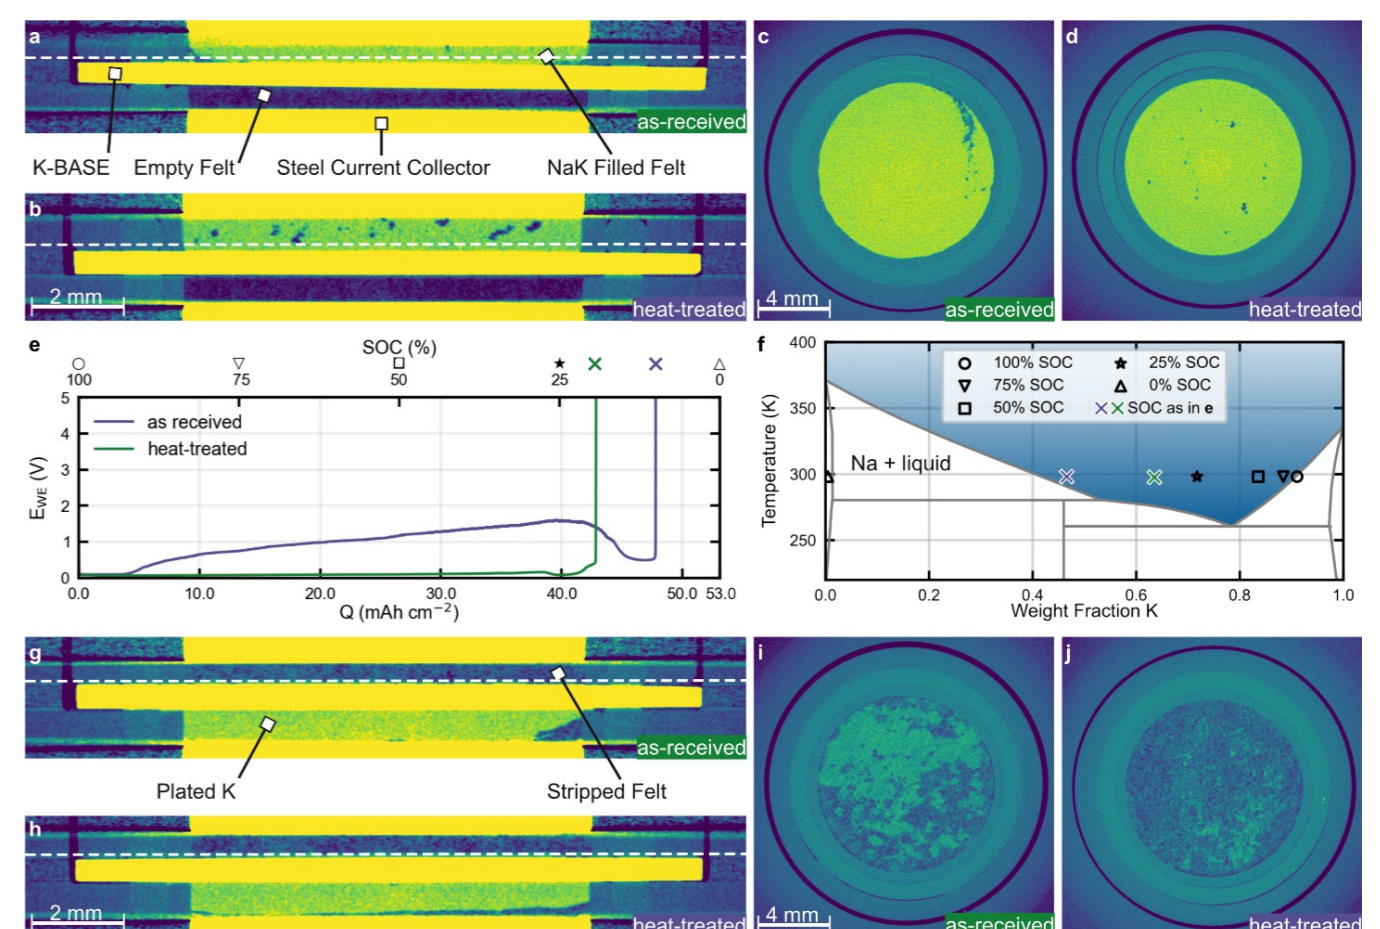 a
as-received
K-BASE Empty Felt Steel Current Collector NaK Filled Felt
b
2 mm
heat-treated
c
4 mm
as-received
d
heat-treated
e
SOC (%)
100 75 50 25 0
5
4
3
2
1
0
E_WE (V)
as received
heat-treated
0.0 10.0 20.0 30.0 40.0 50.0 53.0
Q (mAh cm⁻²)
f
400
350
300
250
Temperature (K)
100% SOC
75% SOC
50% SOC
25% SOC
0% SOC
SOC as in e
Na + liquid
0.0 0.2 0.4 0.6 0.8 1.0
Weight Fraction K
g
as-received
Plated K Stripped Felt
h
2 mm
heat-treated
i
4 mm
as-received
j
heat-treated